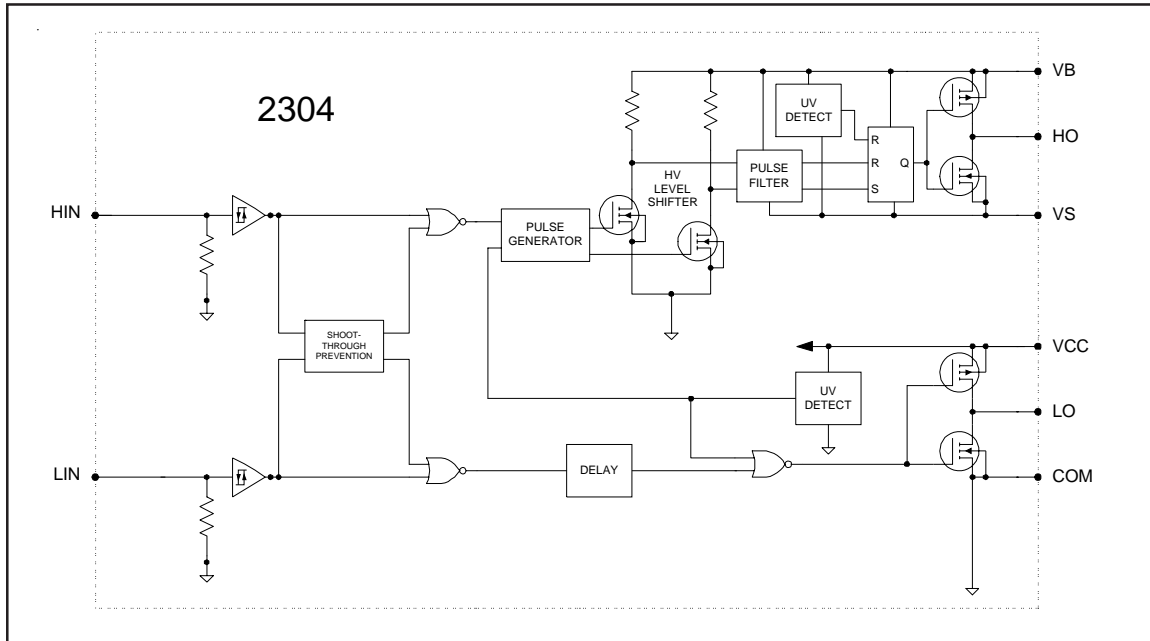 2304
VB
UV
DETECT
R
HO
R
Q
PULSE
FILTER
S
HV
LEVEL
SHIFTER
HIN
VS
PULSE
GENERATOR
SHOOT-
THROUGH
PREVENTION
VCC
UV
DETECT
LO
LIN
DELAY
COM